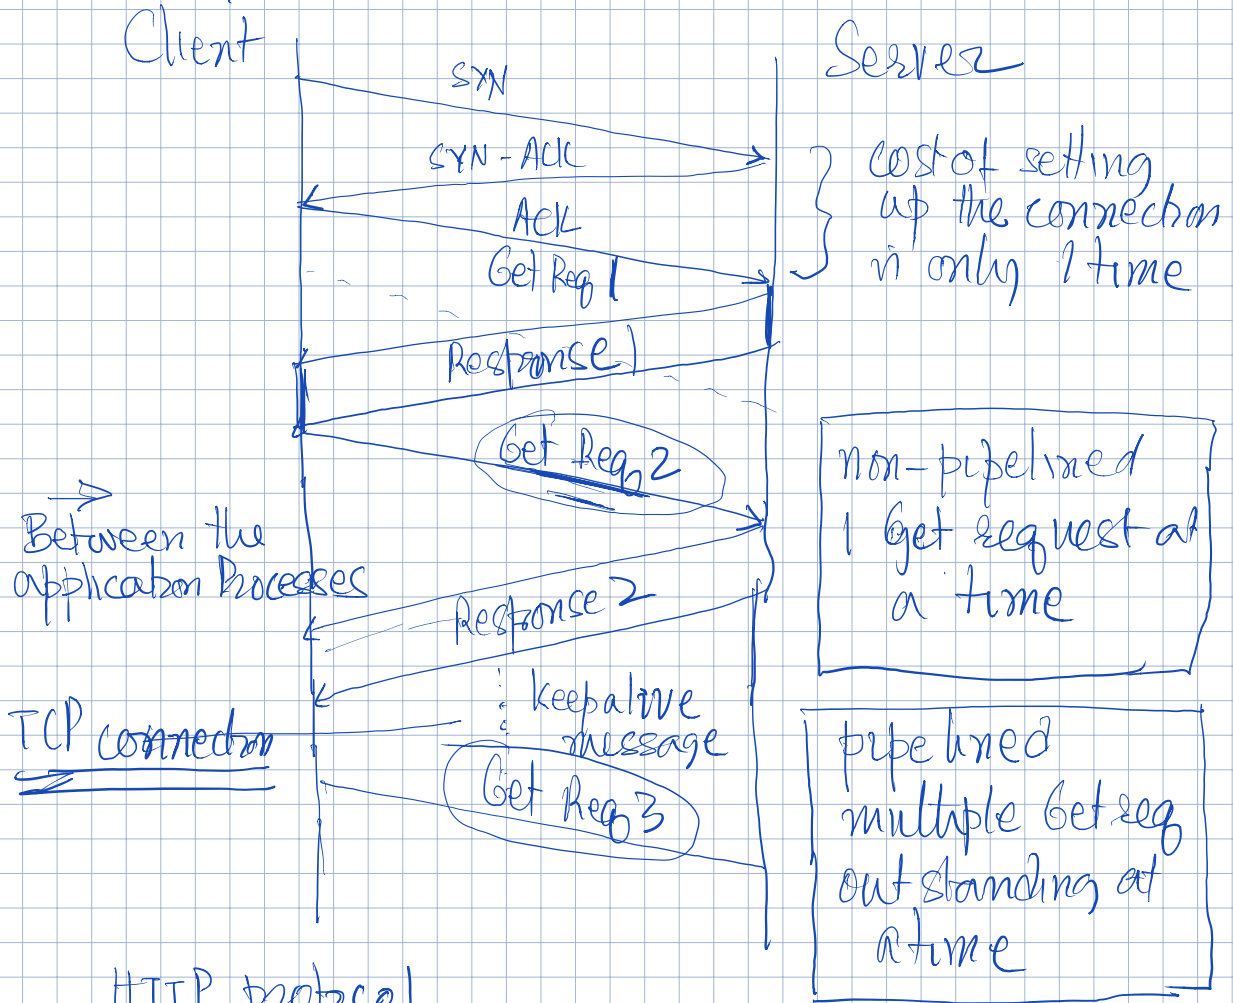 Client
Server
SYN
SYN-ACK
ACK
Get Req 1
cost of setting
up the connection
is only 1 time
Response 1
Get Req 2
non-pipelined
1 Get request at
a time
Between the
application Processes
Response 2
keepalive
message
TCP connection
Get Req 3
pipelined
multiple Get req
outstanding at
a time
HTTP protocol